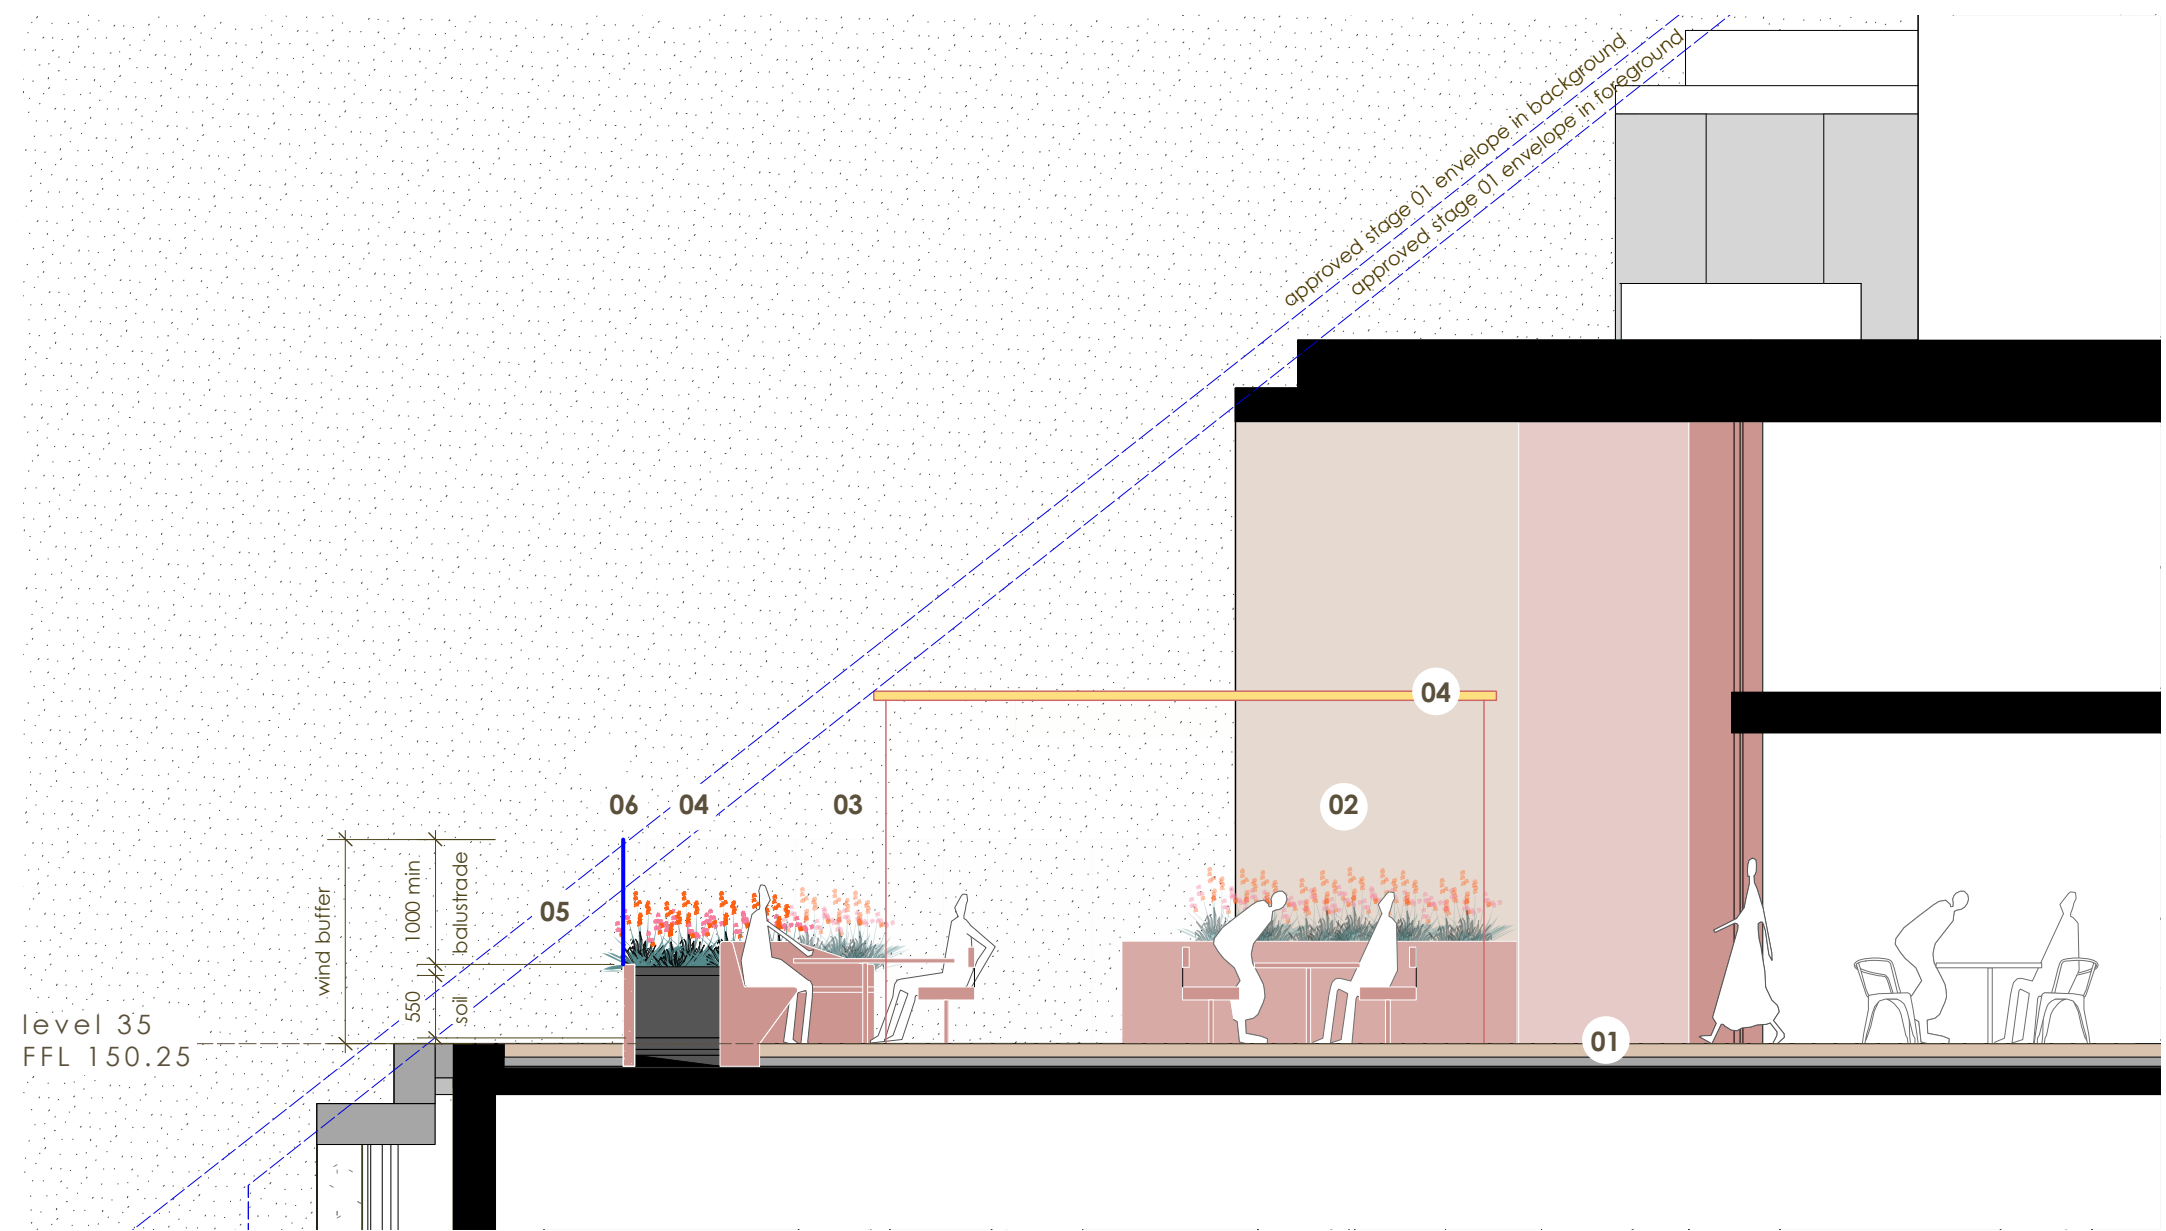 approved stage 01 envelope in background
approved stage 01 envelope in foreground
04
06
04
03
02
05
wind buffer
1000 min
balustrade
550
soil
level 35
FFL 150.25
01